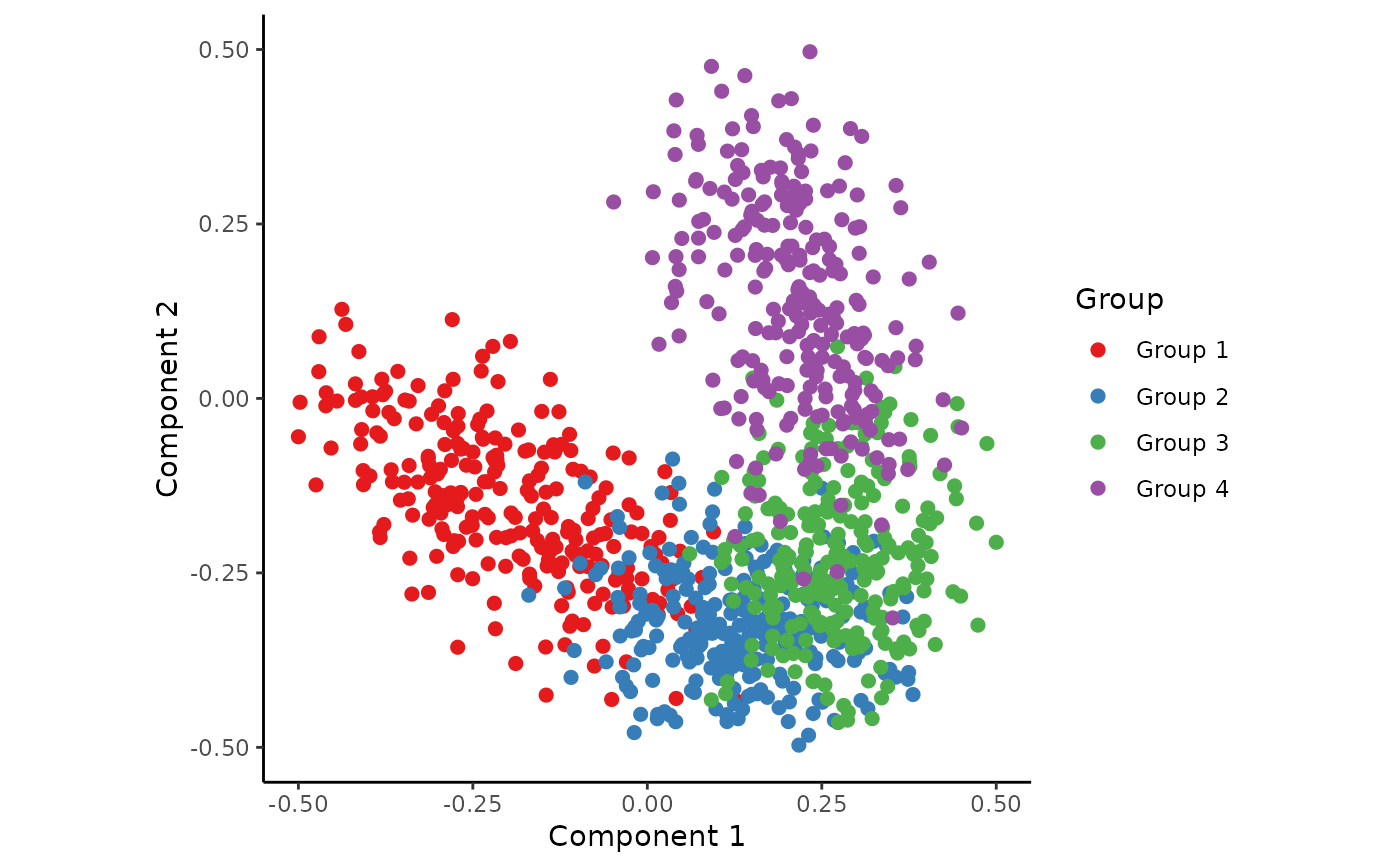 0.50
0.25
0.00
-0.25
-0.50
Component 2
-0.50 -0.25 0.00 0.25 0.50
Component 1
Group
Group 1
Group 2
Group 3
Group 4